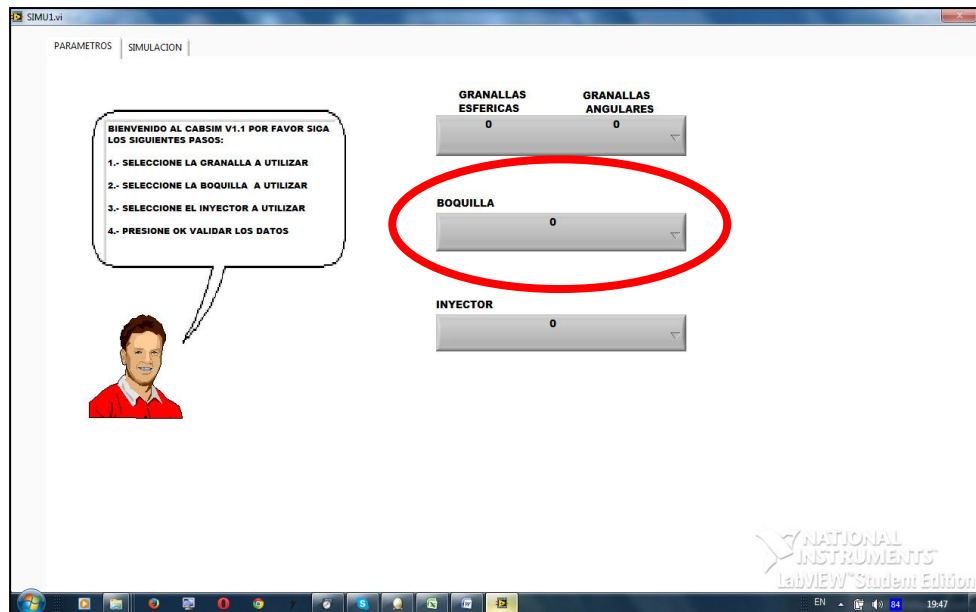 SIMU1.vi
PARAMETROS SIMULACION
GRANALLAS ESFERICAS
GRANALLAS ANGULARES
0 0
BIENVENIDO AL CABSIM V1.1 POR FAVOR SIGA
LOS SIGUIENTES PASOS:
1.- SELECCIONE LA GRANALLA A UTILIZAR
2.- SELECCIONE LA BOQUILLA A UTILIZAR
3.- SELECCIONE EL INYECTOR A UTILIZAR
4.- PRESIONE OK VALIDAR LOS DATOS
BOQUILLA
0
INYECTOR
0
NATIONAL
INSTRUMENTS
LabVIEW™ Student Edition
EN 84 19:47